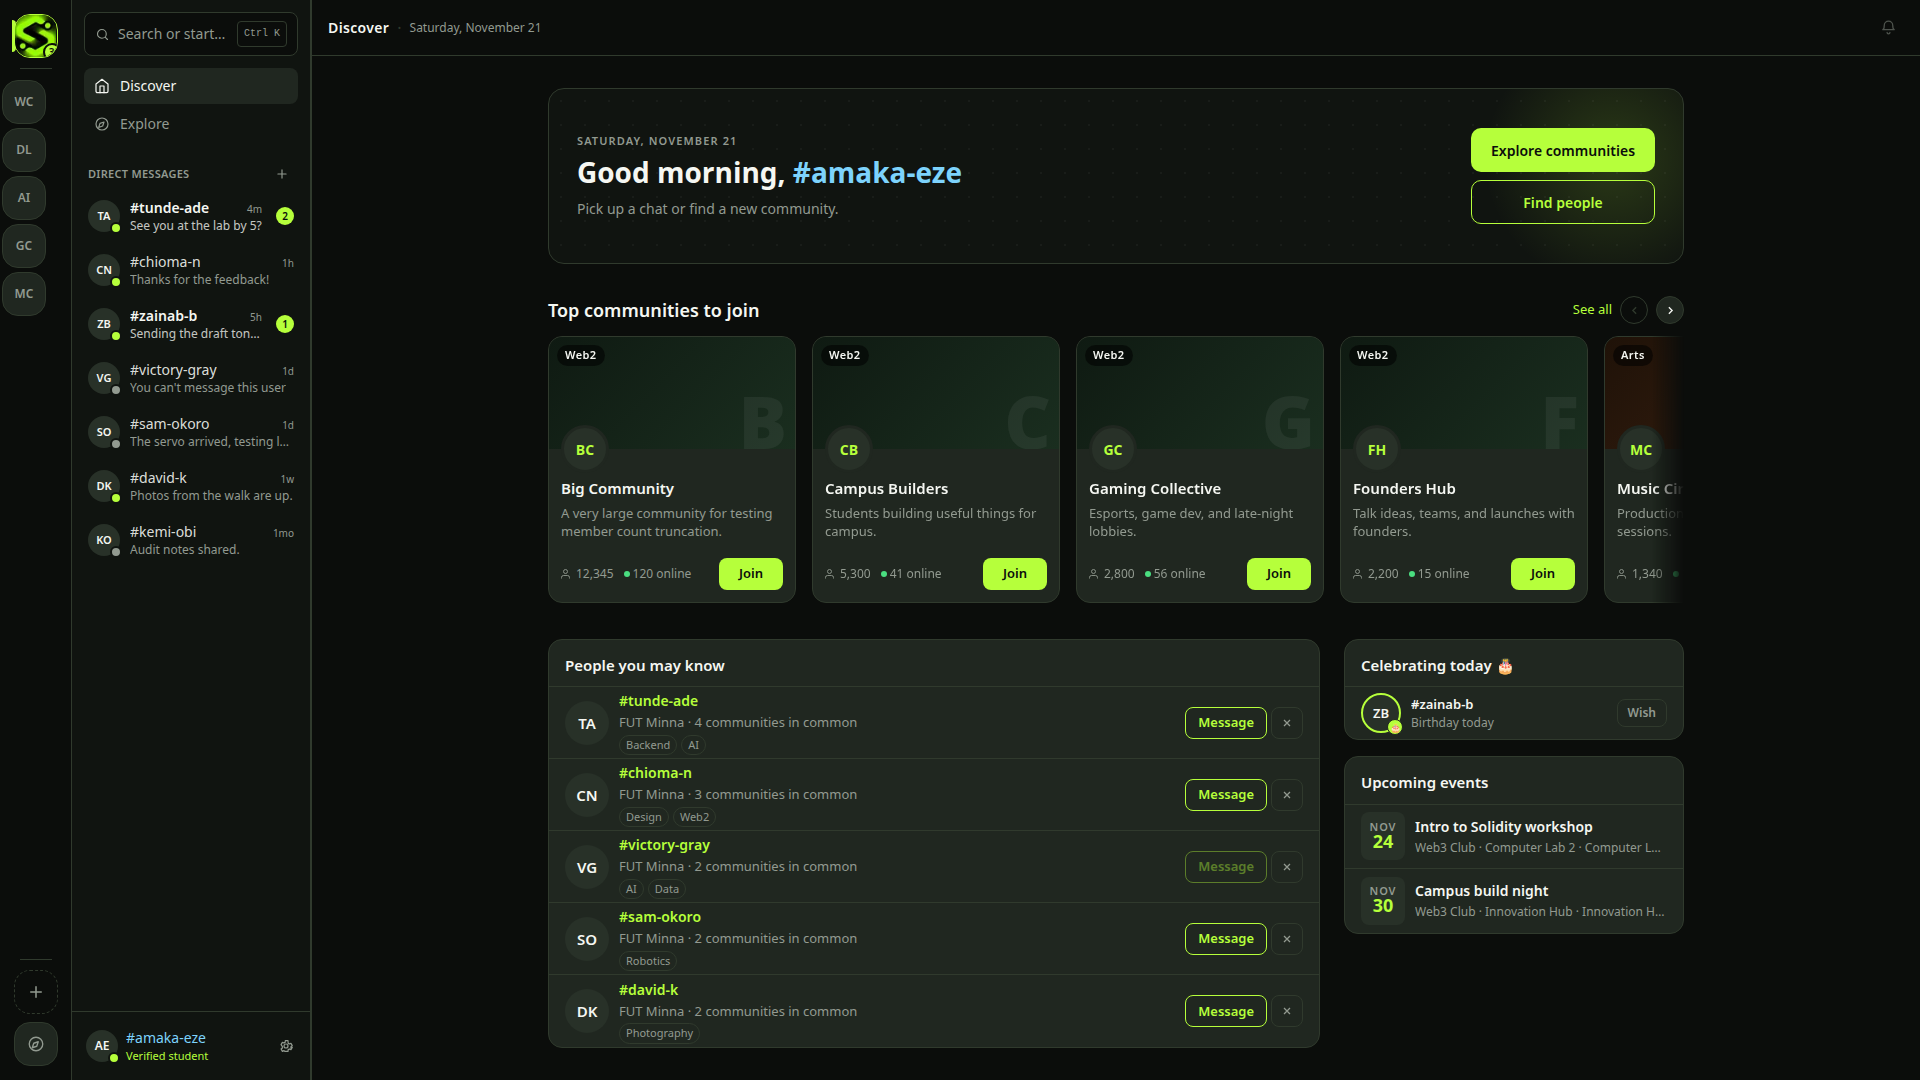 WC
DL
AI
GC
MC
Search or start...
Ctrl K
Discover
Explore
DIRECT MESSAGES
TA
#tunde-ade
4m
See you at the lab by 5?
2
CN
#chioma-n
1h
Thanks for the feedback!
ZB
#zainab-b
5h
Sending the draft ton...
1
VG
#victory-gray
1d
You can't message this user
SO
#sam-okoro
1d
The servo arrived, testing l...
DK
#david-k
1w
Photos from the walk are up.
KO
#kemi-obi
1mo
Audit notes shared.
AE
#amaka-eze
Verified student
Discover · Saturday, November 21
SATURDAY, NOVEMBER 21
Good morning, #amaka-eze
Pick up a chat or find a new community.
Explore communities
Find people
Top communities to join
See all
Web2
B
BC
Big Community
A very large community for testing
member count truncation.
12,345
120 online
Join
Web2
C
CB
Campus Builders
Students building useful things for
campus.
5,300
41 online
Join
Web2
G
GC
Gaming Collective
Esports, game dev, and late-night
lobbies.
2,800
56 online
Join
Web2
F
FH
Founders Hub
Talk ideas, teams, and launches with
founders.
2,200
15 online
Join
Arts
MC
Music Cir
Production
sessions.
1,340
People you may know
TA
#tunde-ade
FUT Minna · 4 communities in common
Backend
AI
Message
CN
#chioma-n
FUT Minna · 3 communities in common
Design
Web2
Message
VG
#victory-gray
FUT Minna · 2 communities in common
AI
Data
Message
SO
#sam-okoro
FUT Minna · 2 communities in common
Robotics
Message
DK
#david-k
FUT Minna · 2 communities in common
Photography
Message
Celebrating today 🎂
ZB
#zainab-b
Birthday today
Wish
Upcoming events
NOV
24
Intro to Solidity workshop
Web3 Club · Computer Lab 2 · Computer L...
NOV
30
Campus build night
Web3 Club · Innovation Hub · Innovation H...